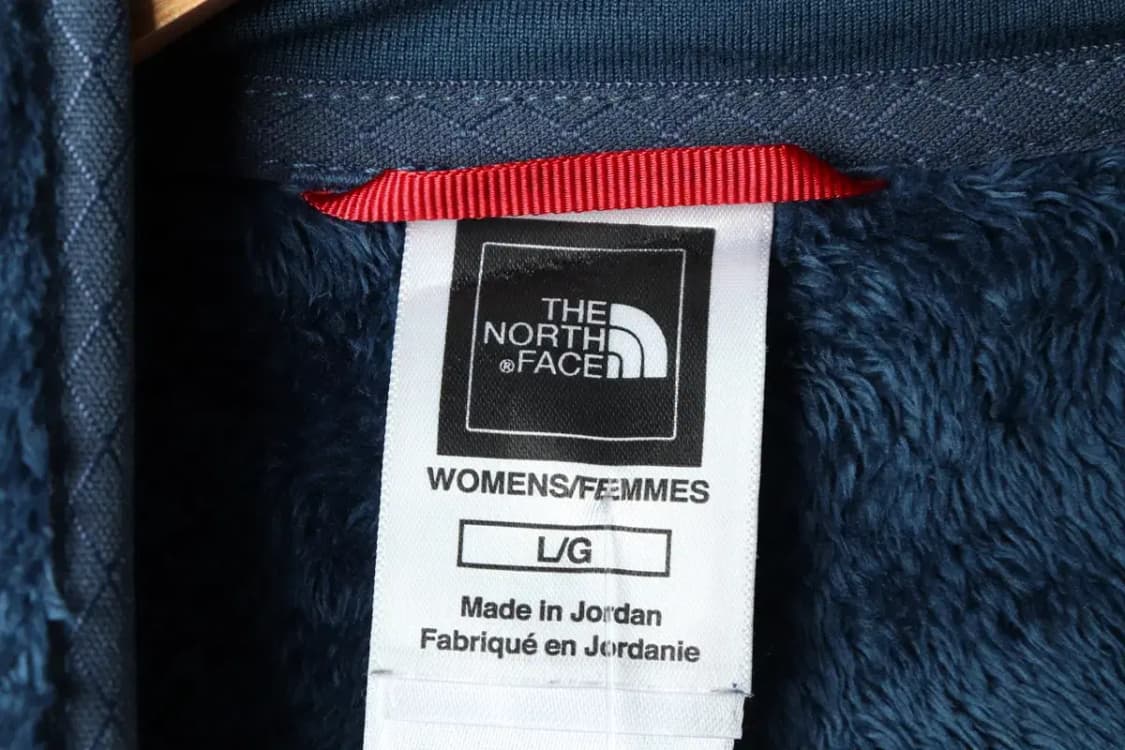 THE
NORTH
®FACE
WOMENS/FEMMES
L/G
Made in Jordan
Fabriqué en Jordanie